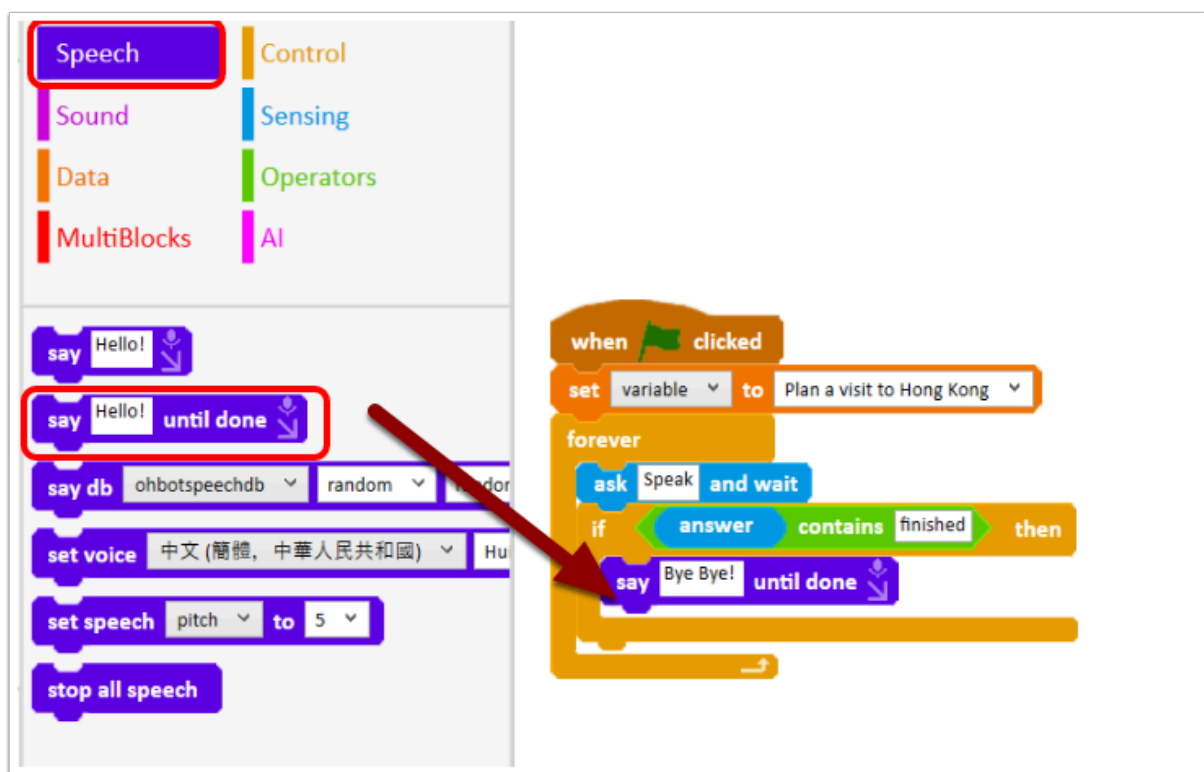 Speech
Control
Sound
Sensing
Data
Operators
MultiBlocks
AI
say Hello!
say Hello! until done
say db ohbotspeechdb random
set voice 中文 (簡體，中華人民共和國)
set speech pitch to 5
stop all speech
when clicked
set variable to Plan a visit to Hong Kong
forever
ask Speak and wait
if answer contains finished then
say Bye Bye! until done